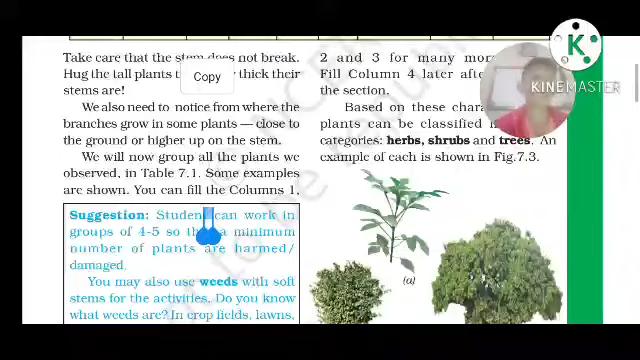 Take care that the stem does not break.
Hug the tall plants thick their
stems are!
We also need to notice from where the
branches grow in some plants — close to
the ground or higher up on the stem.
We will now group all the plants we
observed, in Table 7.1. Some examples
are shown. You can fill the Columns 1,
Suggestion: Student can work in
groups of 4-5 so a minimum
number of plants are harmed/
damaged.
You may also use weeds with soft
stems for the activities. Do you know
what weeds are? In crop fields, lawns,
Copy
2 and 3 for many more
Fill Column 4 later after
the section.
Based on these
plants can be classified
categories: herbs, shrubs and trees. An
example of each is shown in Fig.7.3.
(a)
K
KINEMASTER